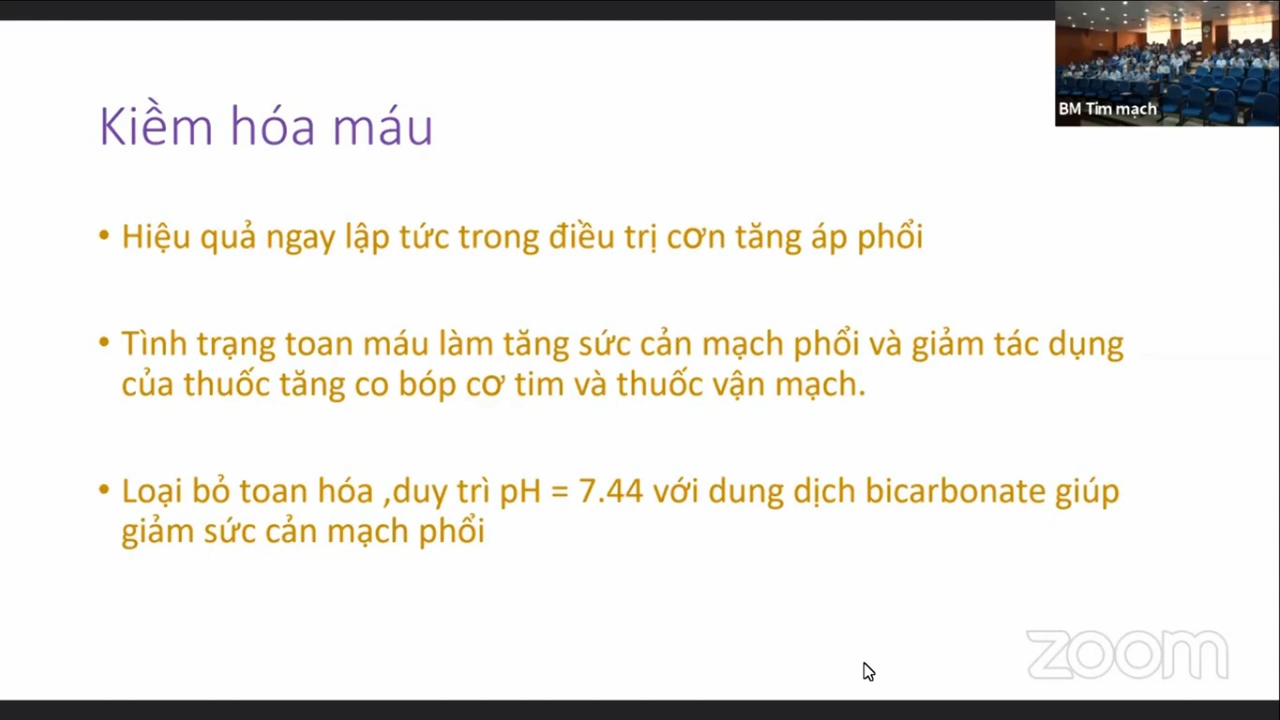 BM Tim mạch
Kiềm hóa máu
• Hiệu quả ngay lập tức trong điều trị cơn tăng áp phổi
• Tình trạng toan máu làm tăng sức cản mạch phổi và giảm tác dụng
của thuốc tăng co bóp cơ tim và thuốc vận mạch.
• Loại bỏ toan hóa ,duy trì pH = 7.44 với dung dịch bicarbonate giúp
giảm sức cản mạch phổi
zoom